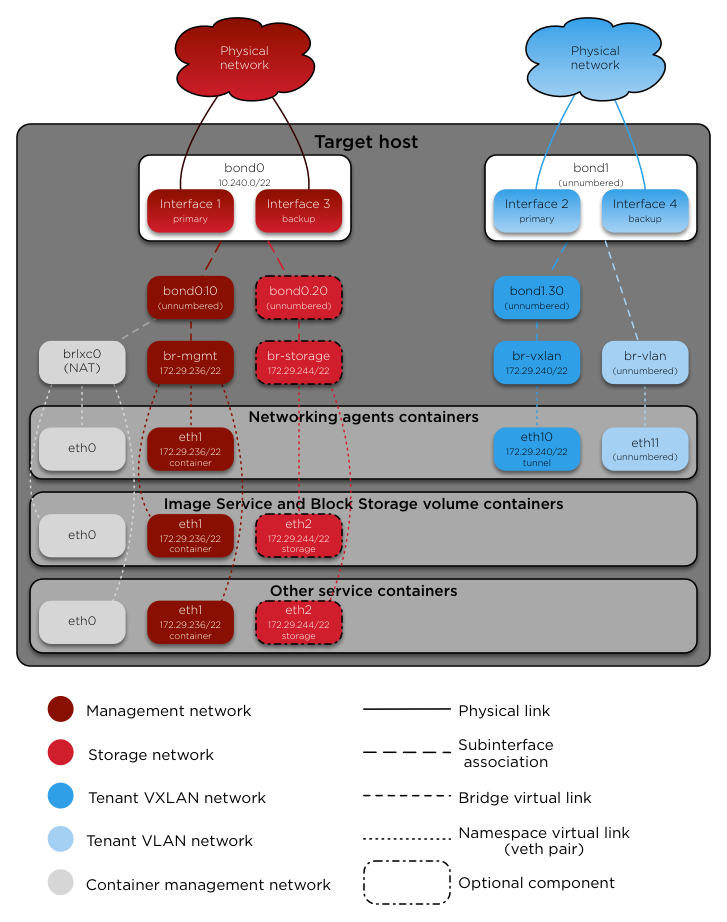 Physical
network
Physical
network
Target host
bond0
10.240.0/22
Interface 1
primary
Interface 3
backup
bond1
(unnumbered)
Interface 2
primary
Interface 4
backup
bond0.10
(unnumbered)
bond0.20
(unnumbered)
bond1.30
(unnumbered)
brlxc0
(NAT)
br-mgmt
172.29.236/22
br-storage
172.29.244/22
br-vxlan
172.29.240/22
br-vlan
(unnumbered)
Networking agents containers
eth0
eth1
172.29.236/22
container
eth10
172.29.240/22
tunnel
eth11
(unnumbered)
Image Service and Block Storage volume containers
eth0
eth1
172.29.236/22
container
eth2
172.29.244/22
storage
Other service containers
eth0
eth1
172.29.236/22
container
eth2
172.29.244/22
storage
Management network
Storage network
Tenant VXLAN network
Tenant VLAN network
Container management network
Physical link
Subinterface
association
Bridge virtual link
Namespace virtual link
(veth pair)
Optional component